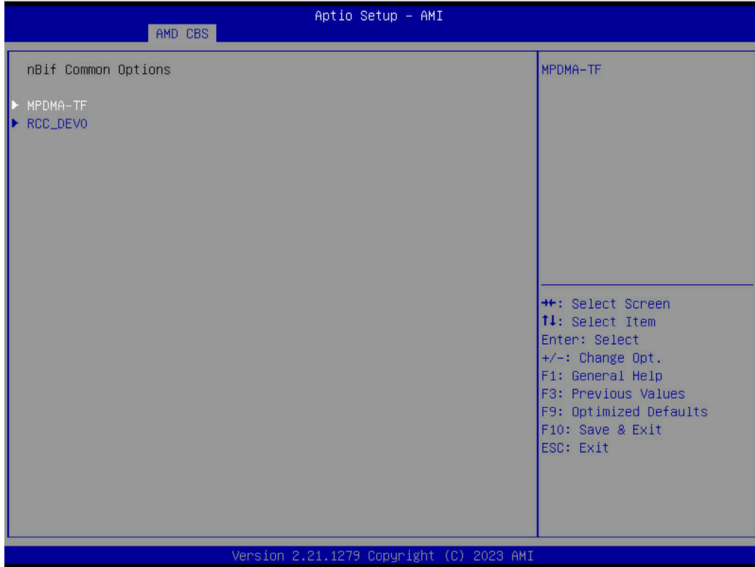 Aptio Setup - AMI
AMD CBS
nBif Common Options
MPDMA-TF
RCC_DEV0
MPDMA-TF
→←: Select Screen
↑↓: Select Item
Enter: Select
+/-: Change Opt.
F1: General Help
F3: Previous Values
F9: Optimized Defaults
F10: Save & Exit
ESC: Exit
Version 2.21.1279 Copyright (C) 2023 AMI